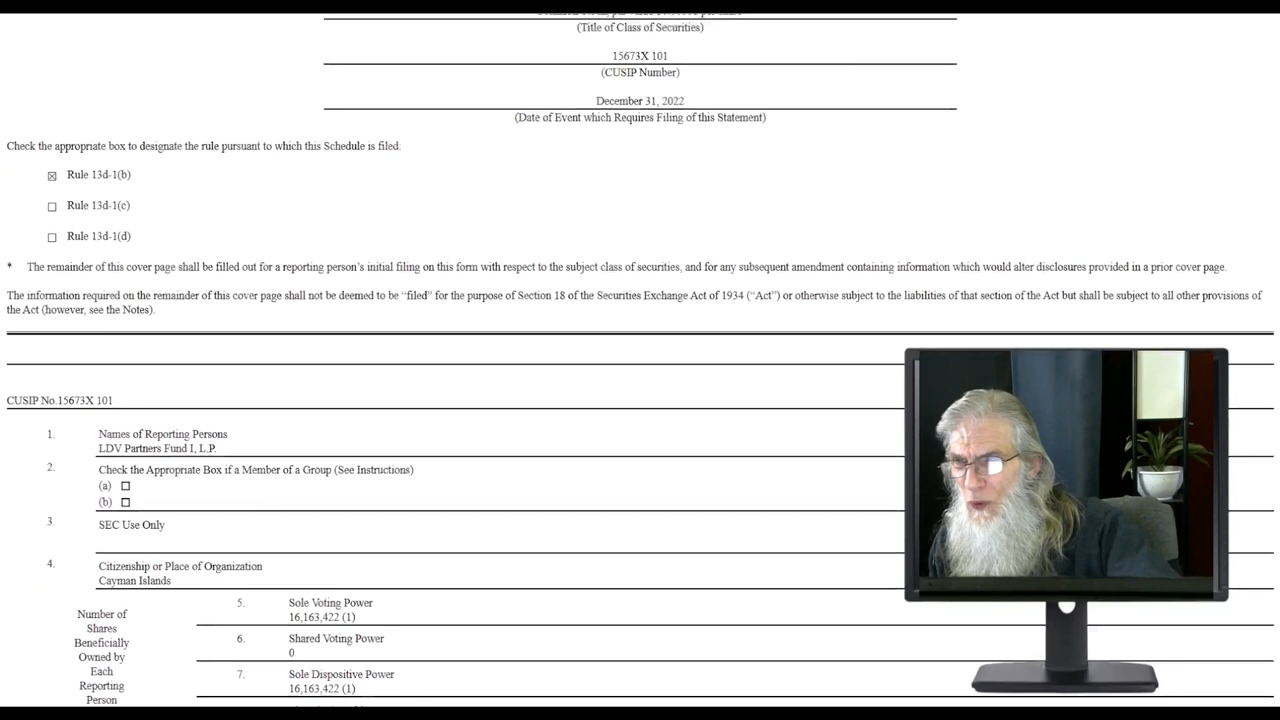 (Title of Class of Securities)
15673X 101
(CUSIP Number)
December 31, 2022
(Date of Event which Requires Filing of this Statement)
Check the appropriate box to designate the rule pursuant to which this Schedule is filed:
☒ Rule 13d-1(b)
☐ Rule 13d-1(c)
☐ Rule 13d-1(d)
* The remainder of this cover page shall be filled out for a reporting person's initial filing on this form with respect to the subject class of securities, and for any subsequent amendment containing information which would alter disclosures provided in a prior cover page.
The information required on the remainder of this cover page shall not be deemed to be “filed” for the purpose of Section 18 of the Securities Exchange Act of 1934 (“Act”) or otherwise subject to the liabilities of that section of the Act but shall be subject to all other provisions of
the Act (however, see the Notes).
CUSIP No.15673X 101
1. Names of Reporting Persons
LDV Partners Fund I, L.P.
2. Check the Appropriate Box if a Member of a Group (See Instructions)
(a) ☐
(b) ☐
3. SEC Use Only
4. Citizenship or Place of Organization
Cayman Islands
Number of
Shares
Beneficially
Owned by
Each
Reporting
Person
5. Sole Voting Power
16,163,422 (1)
6. Shared Voting Power
0
7. Sole Dispositive Power
16,163,422 (1)